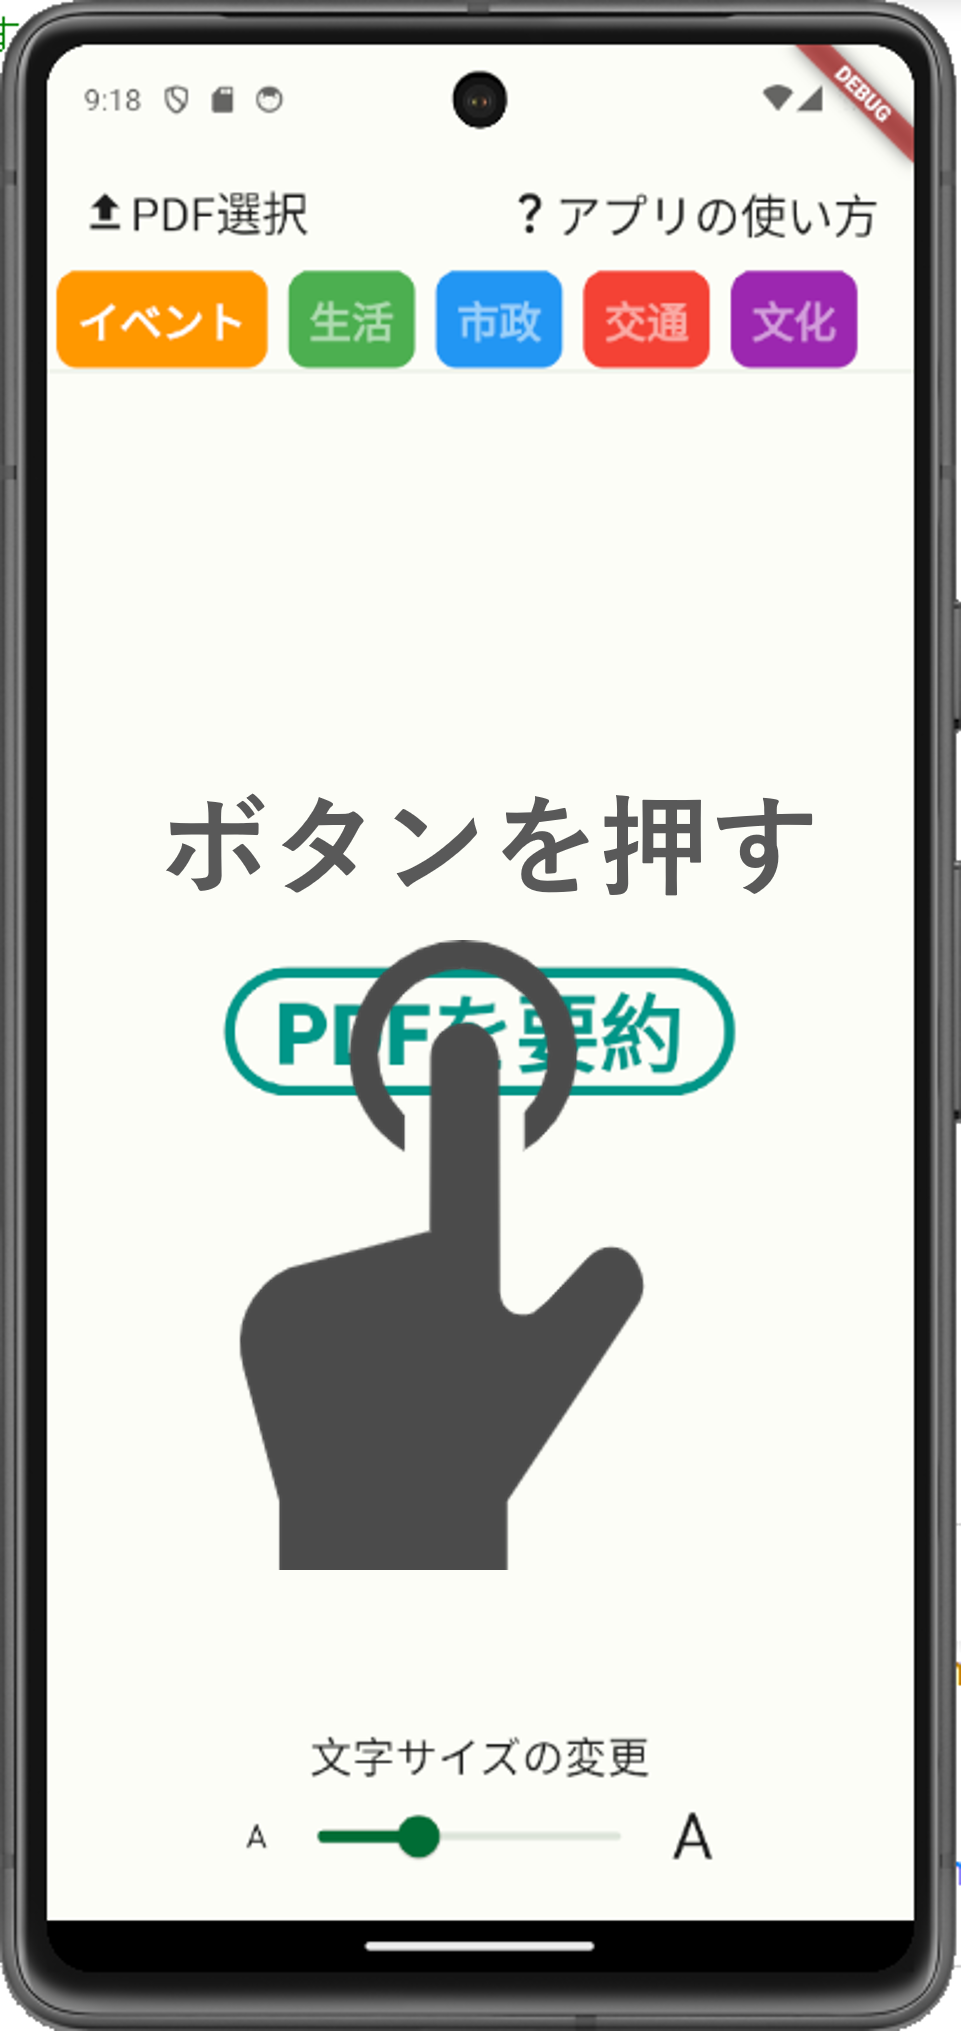 す
9:18
DEBUG
PDF選択
?アプリの使い方
イベント 生活 市政 交通 文化
ボタンを押す
PDFを要約
文字サイズの変更
A A